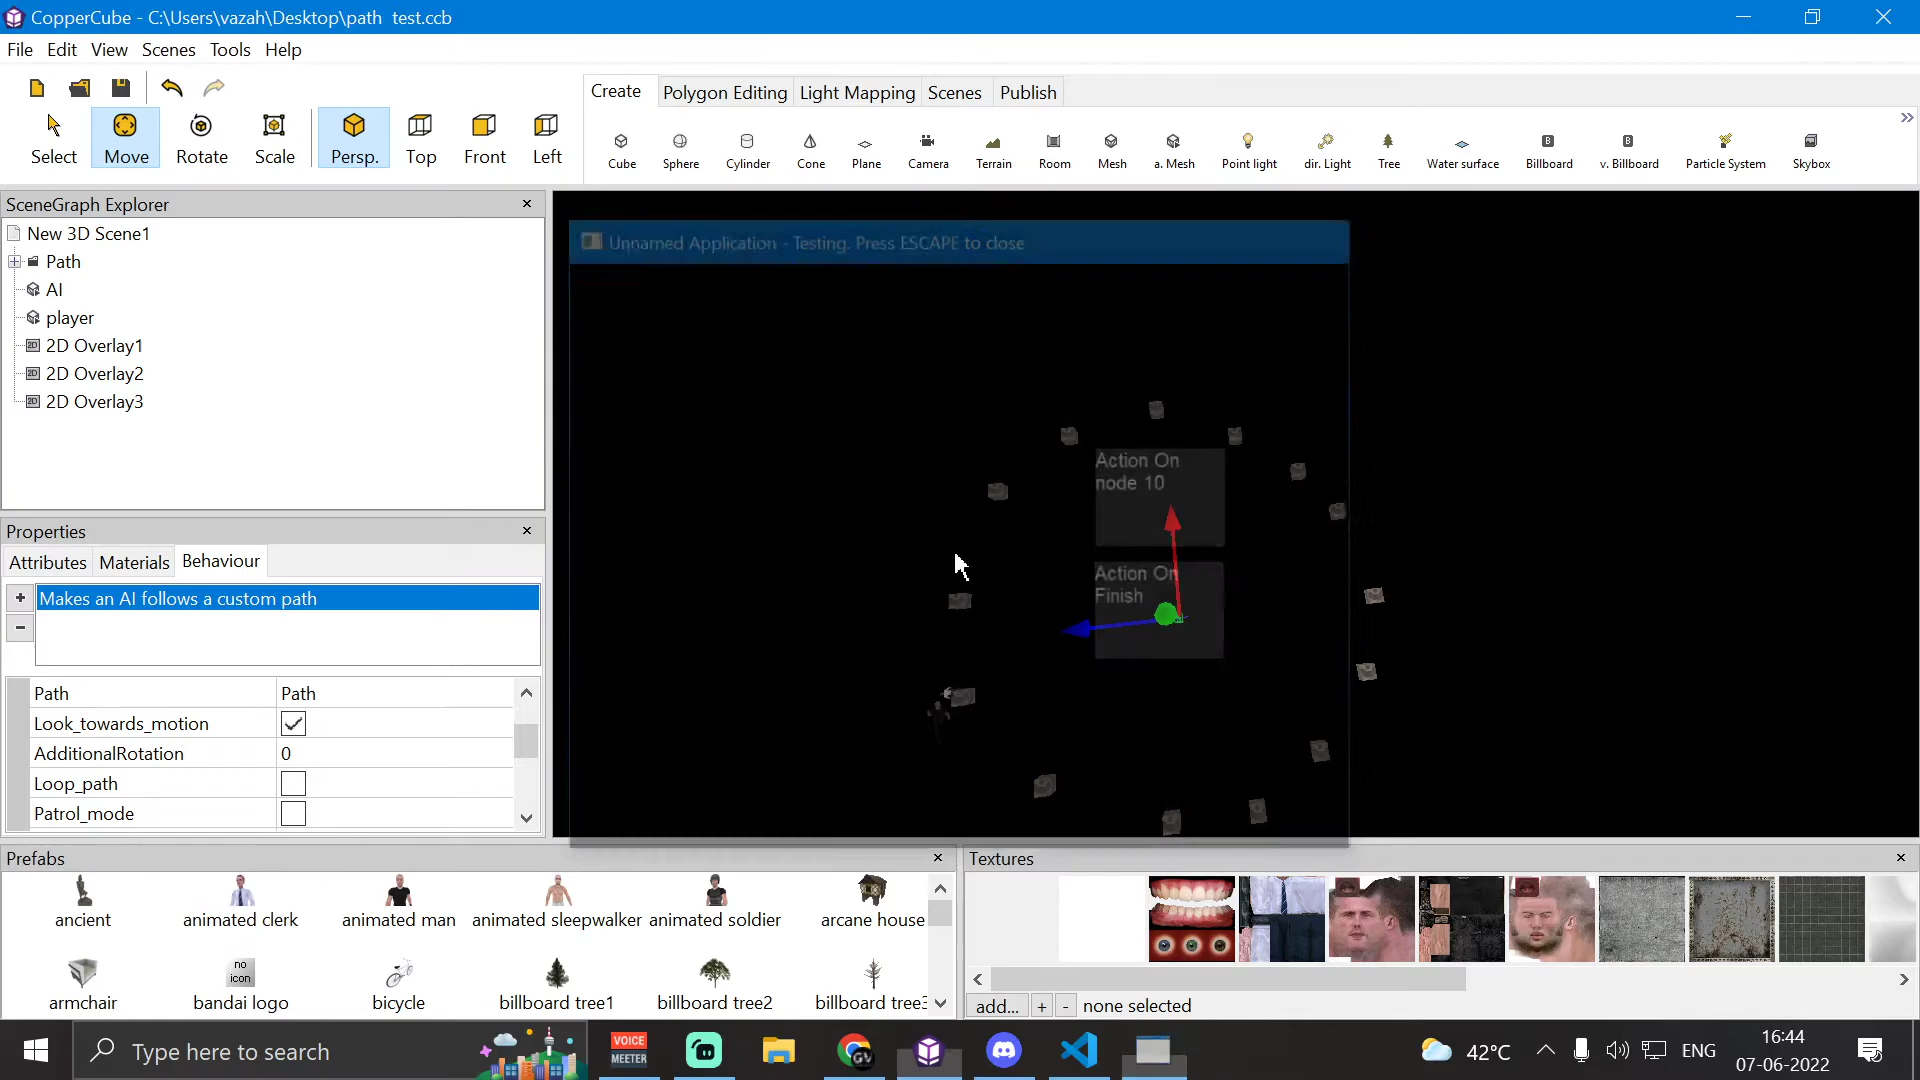 CopperCube - C:\Users\vazah\Desktop\path test.ccb
File Edit View Scenes Tools Help
Create Polygon Editing Light Mapping Scenes Publish
Select Move Rotate Scale Persp. Top Front Left
Cube Sphere Cylinder Cone Plane Camera Terrain Room Mesh a. Mesh Point light dir. Light Tree Water surface Billboard v. Billboard Particle System Skybox
SceneGraph Explorer
New 3D Scene1
Path
AI
player
2D Overlay1
2D Overlay2
2D Overlay3
Unnamed Application - Testing. Press ESCAPE to close
Action On
node 10
Action On
Finish
Properties
Attributes Materials Behaviour
+ Makes an AI follows a custom path
-
Path Path
Look_towards_motion
AdditionalRotation 0
Loop_path
Patrol_mode
Prefabs
ancient animated clerk animated man animated sleepwalker animated soldier arcane house
no
icon
armchair bandai logo bicycle billboard tree1 billboard tree2 billboard tree3
Textures
add... + - none selected
Type here to search
VOICE
MEETER
GV
42°C ENG
16:44
07-06-2022